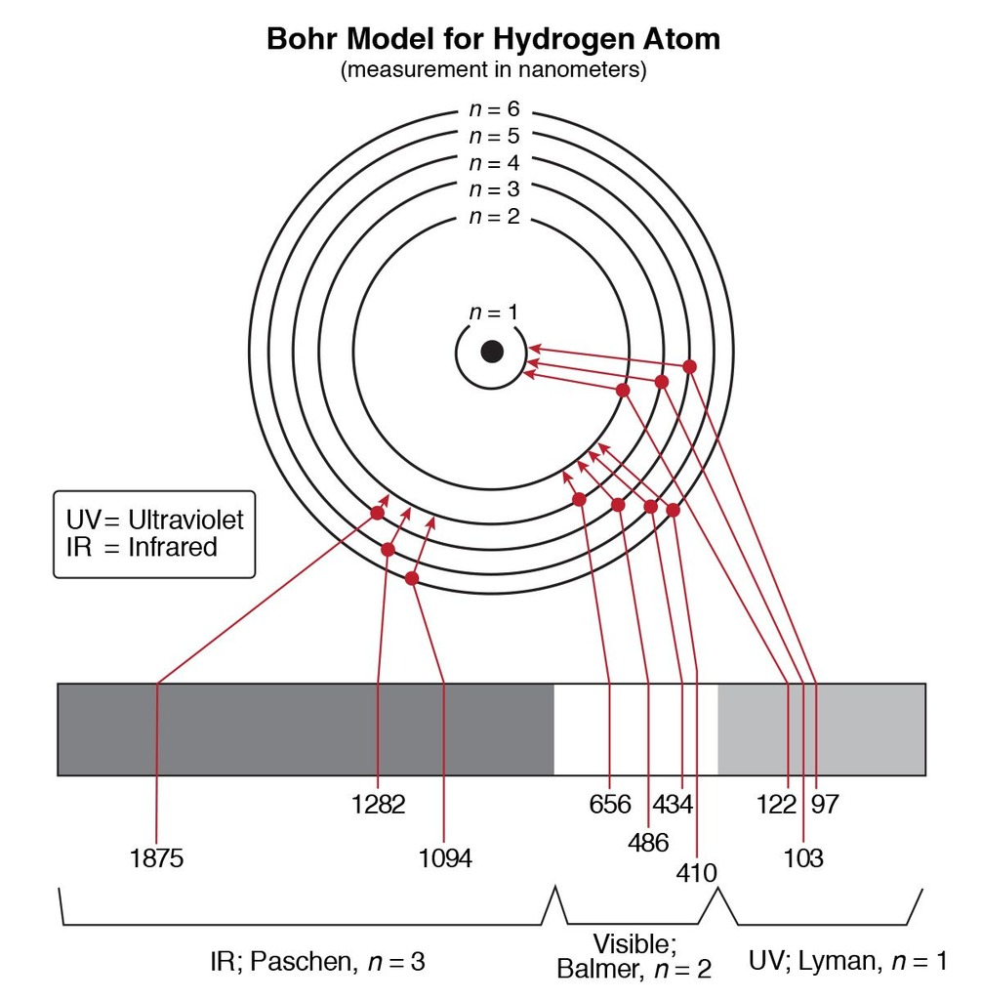 Bohr Model for Hydrogen Atom
(measurement in nanometers)
n = 6
n = 5
n = 4
n = 3
n = 2
n = 1
UV = Ultraviolet
IR = Infrared
1282
656
434
122
97
486
1875
1094
103
410
IR; Paschen, n = 3
Visible;
Balmer, n = 2
UV; Lyman, n = 1